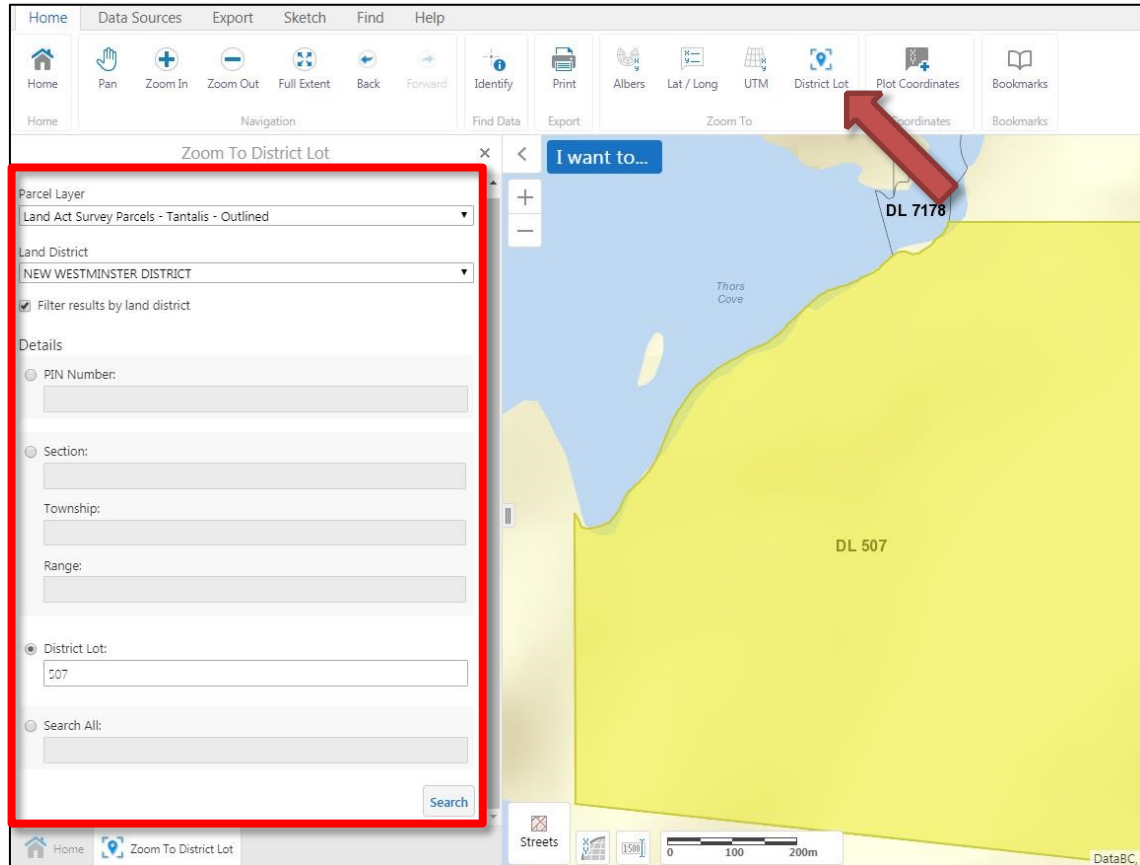 Home Data Sources Export Sketch Find Help
Home Pan Zoom In Zoom Out Full Extent Back Forward Identify Print Albers Lat / Long UTM District Lot Plot Coordinates Bookmarks
Home Navigation Find Data Export Zoom To Coordinates Bookmarks
Zoom To District Lot
I want to...
Parcel Layer
Land Act Survey Parcels - Tantalis - Outlined
DL 7178
Land District
NEW WESTMINSTER DISTRICT
Filter results by land district
Thors
Cove
Details
PIN Number:
Section:
Township:
Range:
DL 507
District Lot:
507
Search All:
Search
Streets
1:500
0 100 200m
Home Zoom To District Lot
DataBC,